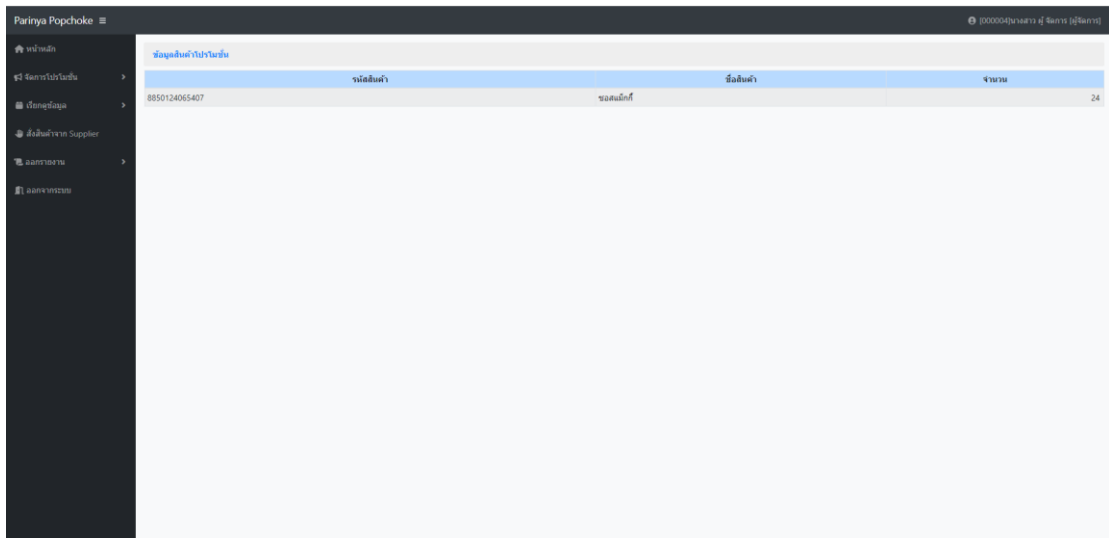 Parinya Popchoke
[000004]นางสาว ผู้ จัดการ [ผู้จัดการ]
หน้าหลัก
จัดการโปรโมชั่น
เรียกดูข้อมูล
สั่งสินค้าจาก Supplier
ออกรายงาน
ออกจากระบบ
ข้อมูลสินค้าโปรโมชั่น
รหัสสินค้า ชื่อสินค้า จำนวน
8850124065407 ซอสแม็กกี้ 24